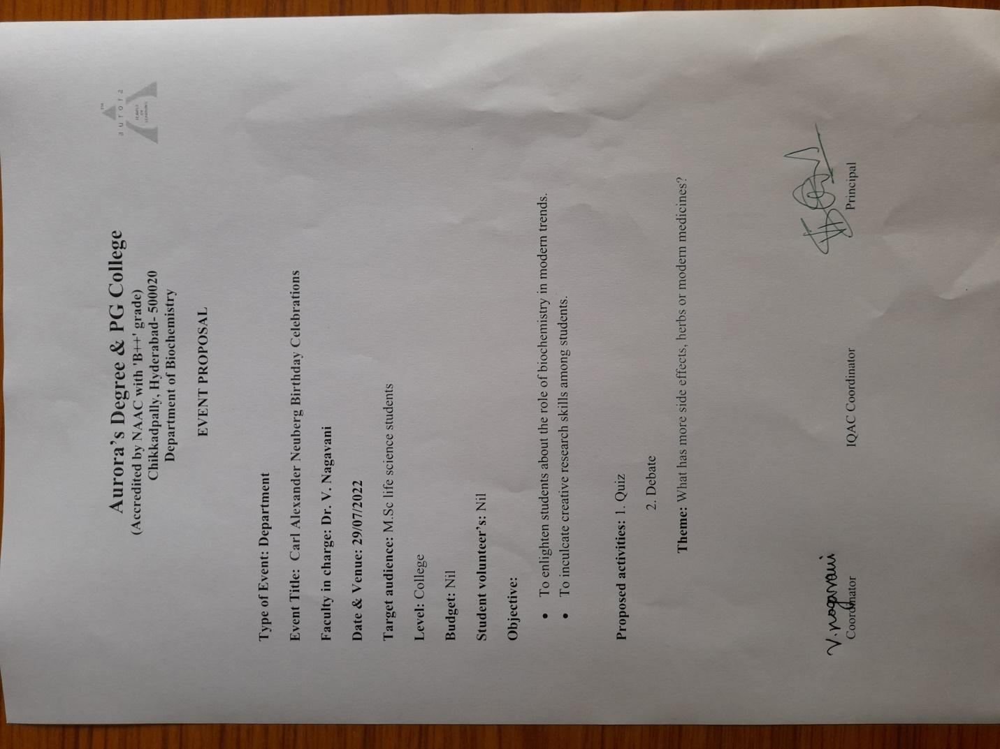 aurora
TM
TEMPLE
OF
LEARNING
Aurora's Degree & PG College
(Accredited by NAAC with 'B++' grade)
Chikkadpally, Hyderabad- 500020
Department of Biochemistry
EVENT PROPOSAL
Type of Event: Department
Event Title: Carl Alexander Neuberg Birthday Celebrations
Faculty in charge: Dr. V. Nagavani
Date & Venue: 29/07/2022
Target audience: M.Sc life science students
Level: College
Budget: Nil
Student volunteer's: Nil
Objective:
• To enlighten students about the role of biochemistry in modern trends.
• To inculcate creative research skills among students.
Proposed activities: 1. Quiz
2. Debate
Theme: What has more side effects, herbs or modern medicines?
V. nagavani
Coordinator IQAC Coordinator Principal